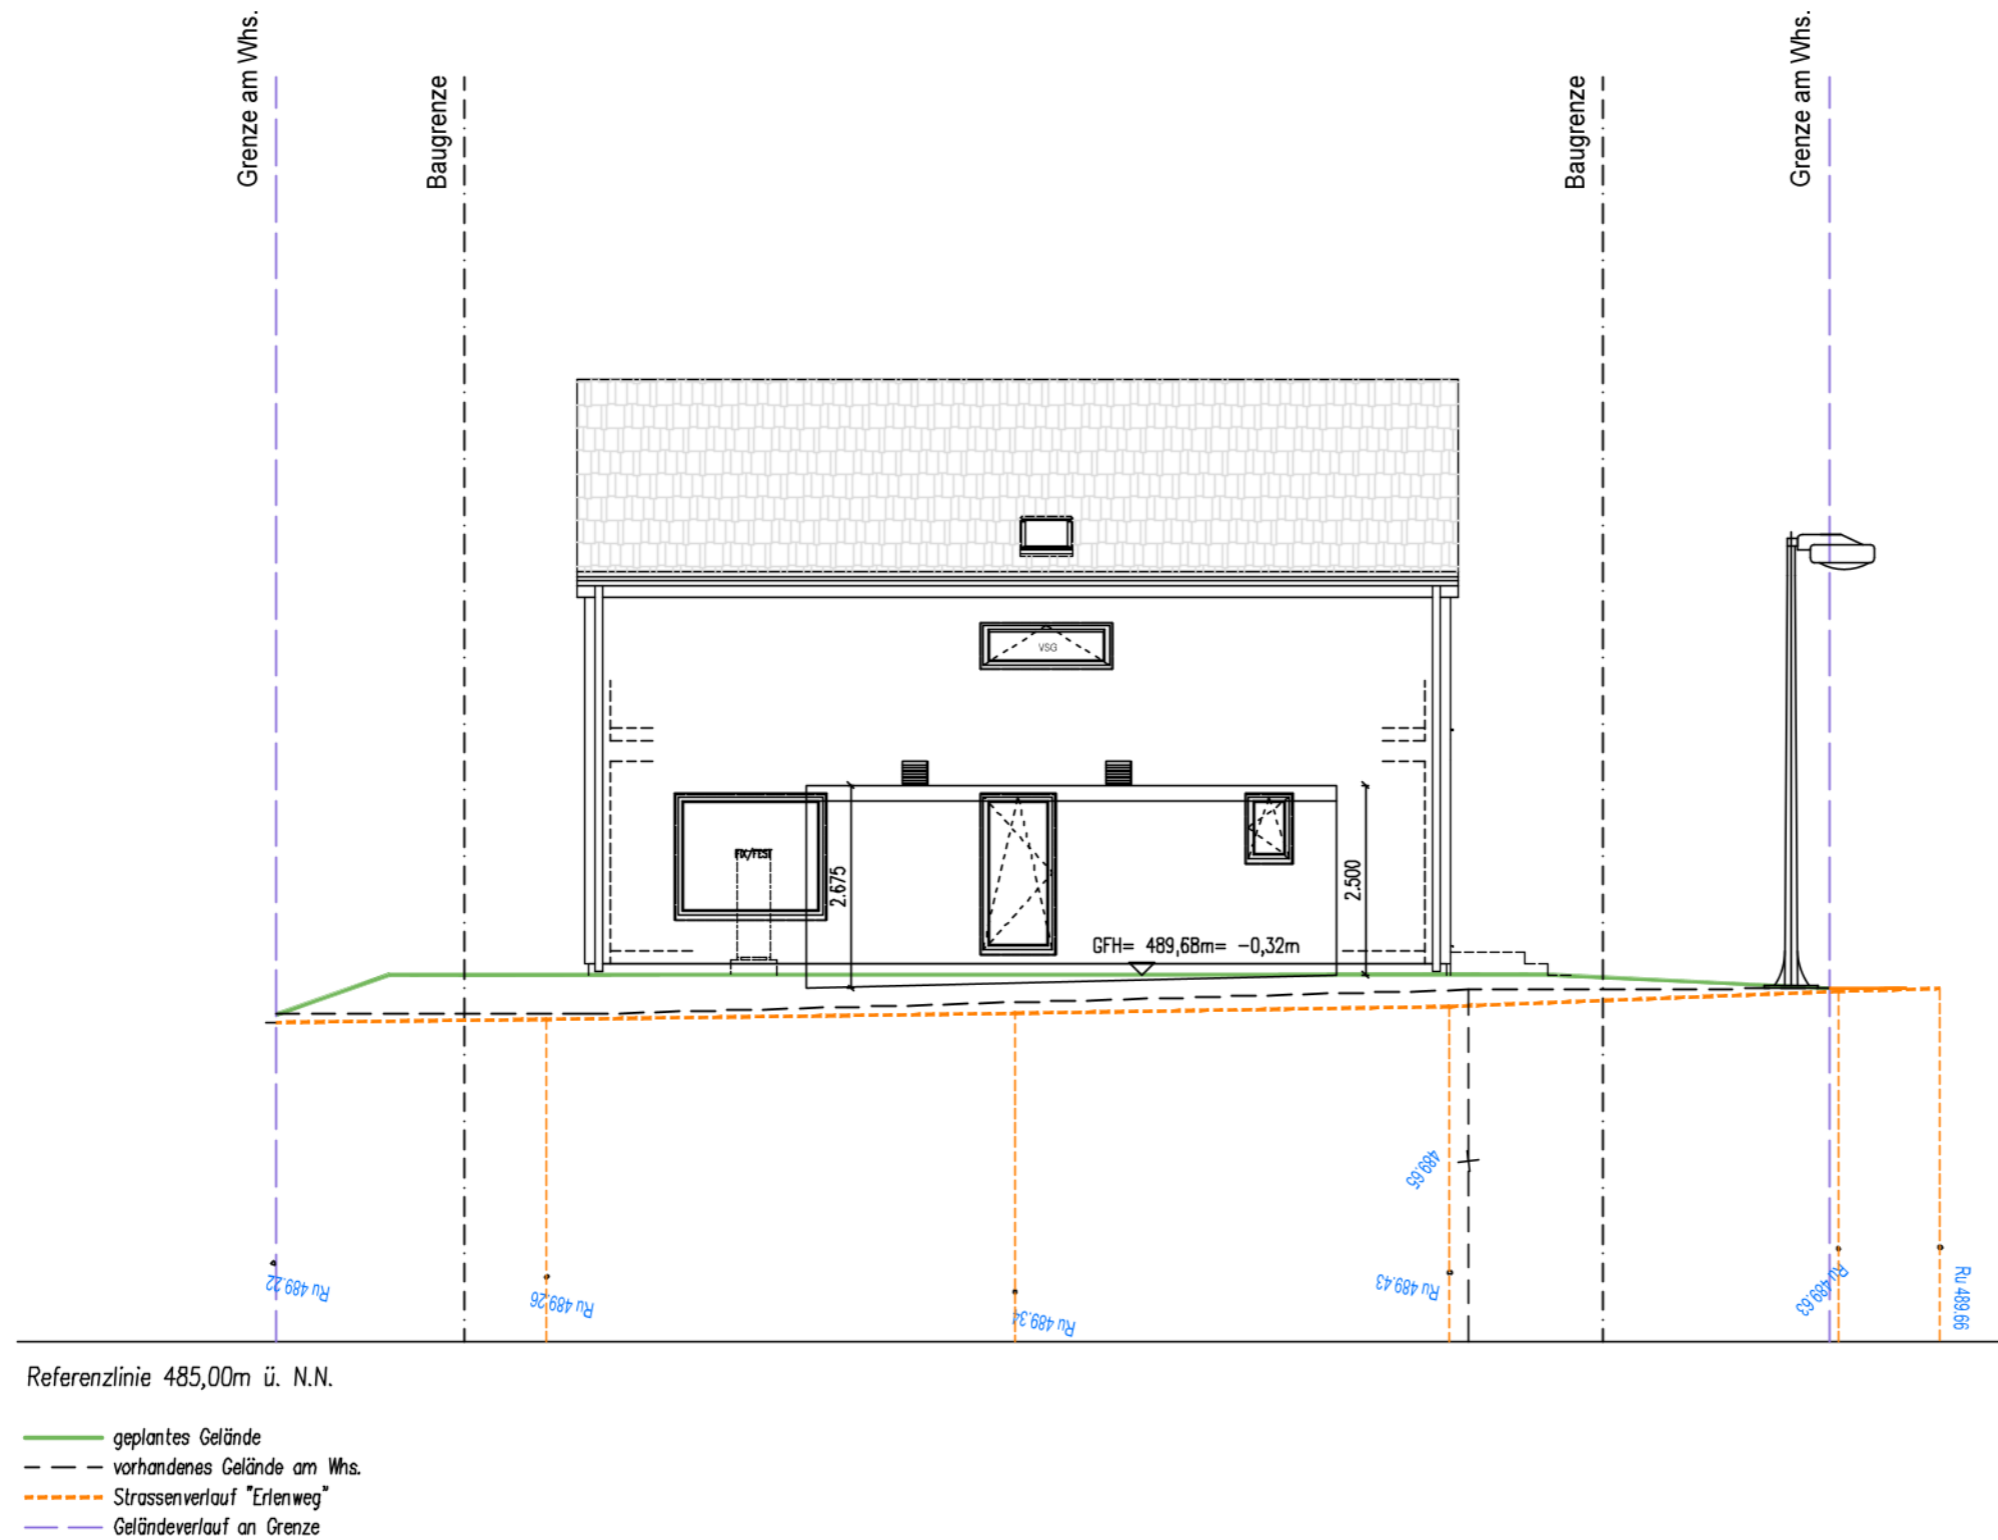 Grenze am Whs.
Baugrenze
Baugrenze
Grenze am Whs.
VSG
FIX/FEST
2.675
2.500
GFH= 489,68m= -0,32m
489.65
Ru 489.22
Ru 489.26
Ru 489.34
Ru 489.43
Ru 489.63
Ru 489.66
Referenzlinie 485,00m ü. N.N.
geplantes Gelände
vorhandenes Gelände am Whs.
Strassenverlauf "Erlenweg"
Geländeverlauf an Grenze